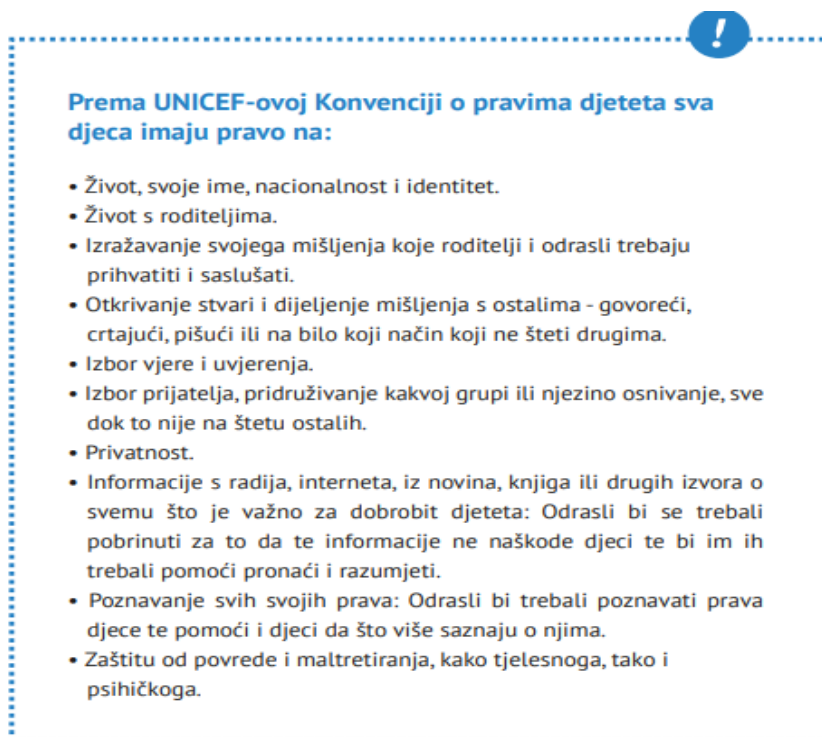 !
Prema UNICEF-ovoj Konvenciji o pravima djeteta sva
djeca imaju pravo na:
• Život, svoje ime, nacionalnost i identitet.
• Život s roditeljima.
• Izražavanje svojega mišljenja koje roditelji i odrasli trebaju
prihvatiti i saslušati.
• Otkrivanje stvari i dijeljenje mišljenja s ostalima - govoreći,
crtajući, pišući ili na bilo koji način koji ne šteti drugima.
• Izbor vjere i uvjerenja.
• Izbor prijatelja, pridruživanje kakvoj grupi ili njezino osnivanje, sve
dok to nije na štetu ostalih.
• Privatnost.
• Informacije s radija, interneta, iz novina, knjiga ili drugih izvora o
svemu što je važno za dobrobit djeteta: Odrasli bi se trebali
pobrinuti za to da te informacije ne naškode djeci te bi im ih
trebali pomoći pronaći i razumjeti.
• Poznavanje svih svojih prava: Odrasli bi trebali poznavati prava
djece te pomoći i djeci da što više saznaju o njima.
• Zaštitu od povrede i maltretiranja, kako tjelesnoga, tako i
psihičkoga.